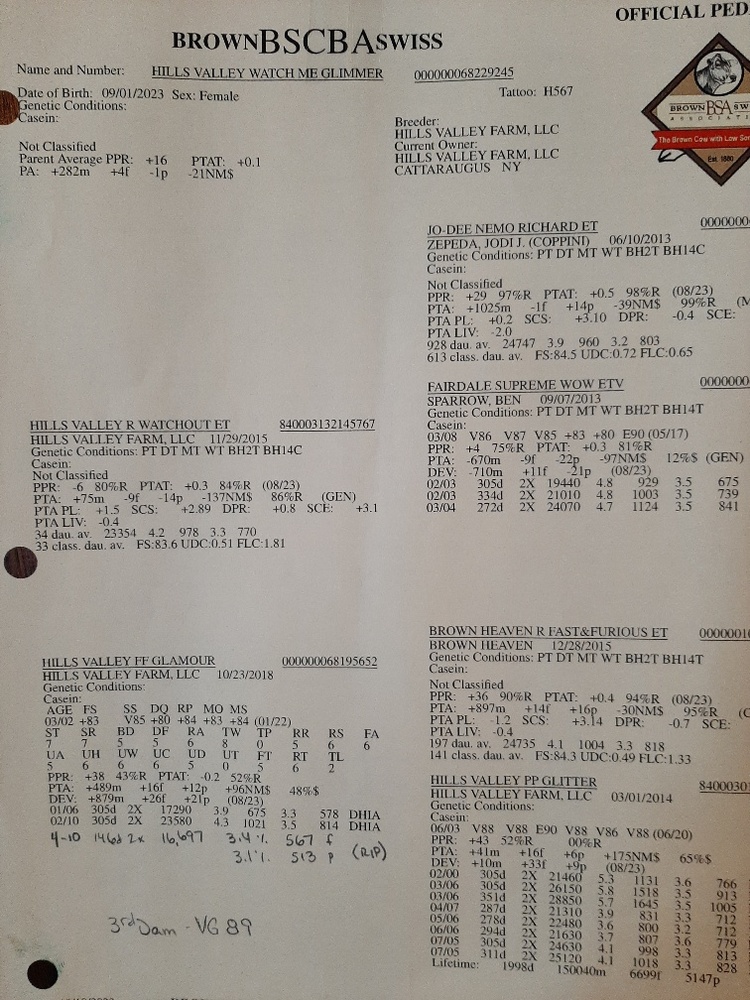 OFFICIAL PED
BROWNBSCBASWISS
Name and Number: HILLS VALLEY WATCH ME GLIMMER 000000068229245
Date of Birth: 09/01/2023 Sex: Female Tattoo: H567
Genetic Conditions:
Casein:
Not Classified
Parent Average PPR: +16 PTAT: +0.1
PA: +282m +4f -1p -21NM$
Breeder:
HILLS VALLEY FARM, LLC
Current Owner:
HILLS VALLEY FARM, LLC
CATTARAUGUS NY
BROWN BSA SW
ASSOCIATI
The Brown Cow with Low Som
Est. 1880
JO-DEE NEMO RICHARD ET 0000000
ZEPEDA, JODI J. (COPPINI) 06/10/2013
Genetic Conditions: PT DT MT WT BH2T BH14C
Casein:
Not Classified
PPR: +29 97%R PTAT: +0.5 98%R (08/23)
PTA: +1025m -1f +14p -39NM$ 99%R (M
PTA PL: +0.2 SCS: +3.10 DPR: -0.4 SCE:
PTA LIV: -2.0
928 dau. av. 24747 3.9 960 3.2 803
613 class. dau. av. FS:84.5 UDC:0.72 FLC:0.65
FAIRDALE SUPREME WOW ETV 0000000
SPARROW, BEN 09/07/2013
Genetic Conditions: PT DT MT WT BH2T BH14T
Casein:
03/08 V86 V87 V85 +83 +80 E90 (05/17)
PPR: +4 75%R PTAT: +0.3 81%R
PTA: -670m -9f -22p -97NM$ 12%$ (GEN)
DEV: -710m +11f -21p (08/23)
02/03 305d 2X 19440 4.8 929 3.5 675
02/03 334d 2X 21010 4.8 1003 3.5 739
03/04 272d 2X 24070 4.7 1124 3.5 841
HILLS VALLEY R WATCHOUT ET 840003132145767
HILLS VALLEY FARM, LLC 11/29/2015
Genetic Conditions: PT DT MT WT BH2T BH14C
Casein:
Not Classified
PPR: -6 80%R PTAT: +0.3 84%R (08/23)
PTA: +75m -9f -14p -137NM$ 86%R (GEN)
PTA PL: +1.5 SCS: +2.89 DPR: +0.8 SCE: +3.1
PTA LIV: -0.4
34 dau. av. 23354 4.2 978 3.3 770
33 class. dau. av. FS:83.6 UDC:0.51 FLC:1.81
BROWN HEAVEN R FAST&FURIOUS ET 00000010
BROWN HEAVEN 12/28/2015
Genetic Conditions: PT DT MT WT BH2T BH14T
Casein:
Not Classified
PPR: +36 90%R PTAT: +0.4 94%R (08/23)
PTA: +897m +14f +16p -30NM$ 95%R (C
PTA PL: -1.2 SCS: +3.14 DPR: -0.7 SCE:
PTA LIV: -0.4
197 dau. av. 24735 4.1 1004 3.3 818
141 class. dau. av. FS:84.3 UDC:0.49 FLC:1.33
HILLS VALLEY FF GLAMOUR 000000068195652
HILLS VALLEY FARM, LLC 10/23/2018
Genetic Conditions:
Casein:
AGE FS SS DQ RP MO MS
03/02 +83 V85 +80 +84 +83 +84 (01/22)
ST SR BD DF RA TW TP RR RS FA
7 7 5 5 6 8 0 5 6 6
UA UH UW UC UD UT FT RT TL
5 6 6 6 5 0 5 6 2
PPR: +38 43%R PTAT: -0.2 52%R
PTA: +489m +16f +12p +96NM$ 48%$
DEV: +879m +26f +21p (08/23)
01/06 305d 2X 17290 3.9 675 3.3 578 DHIA
02/10 305d 2X 23580 4.3 1021 3.5 814 DHIA
4-10 146d 2x 16,697 3.4% 567 f
3.1% 513 p (RIP)
3rd Dam - VG 89
HILLS VALLEY PP GLITTER 84000301
HILLS VALLEY FARM, LLC 03/01/2014
Genetic Conditions:
Casein:
06/03 V88 V88 E90 V88 V86 V88 (06/20)
PPR: +43 52%R 00%R
PTA: +41m +16f +6p +175NM$ 65%$
DEV: +10m +33f +9p (08/23)
02/00 305d 2X 21460 5.3 1131 3.6 766
03/06 305d 2X 26150 5.8 1518 3.5 913
03/06 351d 2X 28850 5.7 1645 3.5 1005
04/07 287d 2X 21310 3.9 831 3.3 712
05/06 278d 2X 22480 3.6 800 3.2 712
06/06 294d 2X 21630 3.7 807 3.6 779
07/05 305d 2X 24630 4.1 998 3.3 813
07/05 311d 2X 25120 4.1 1018 3.3 828
Lifetime: 1998d 150040m 6699f 5147p